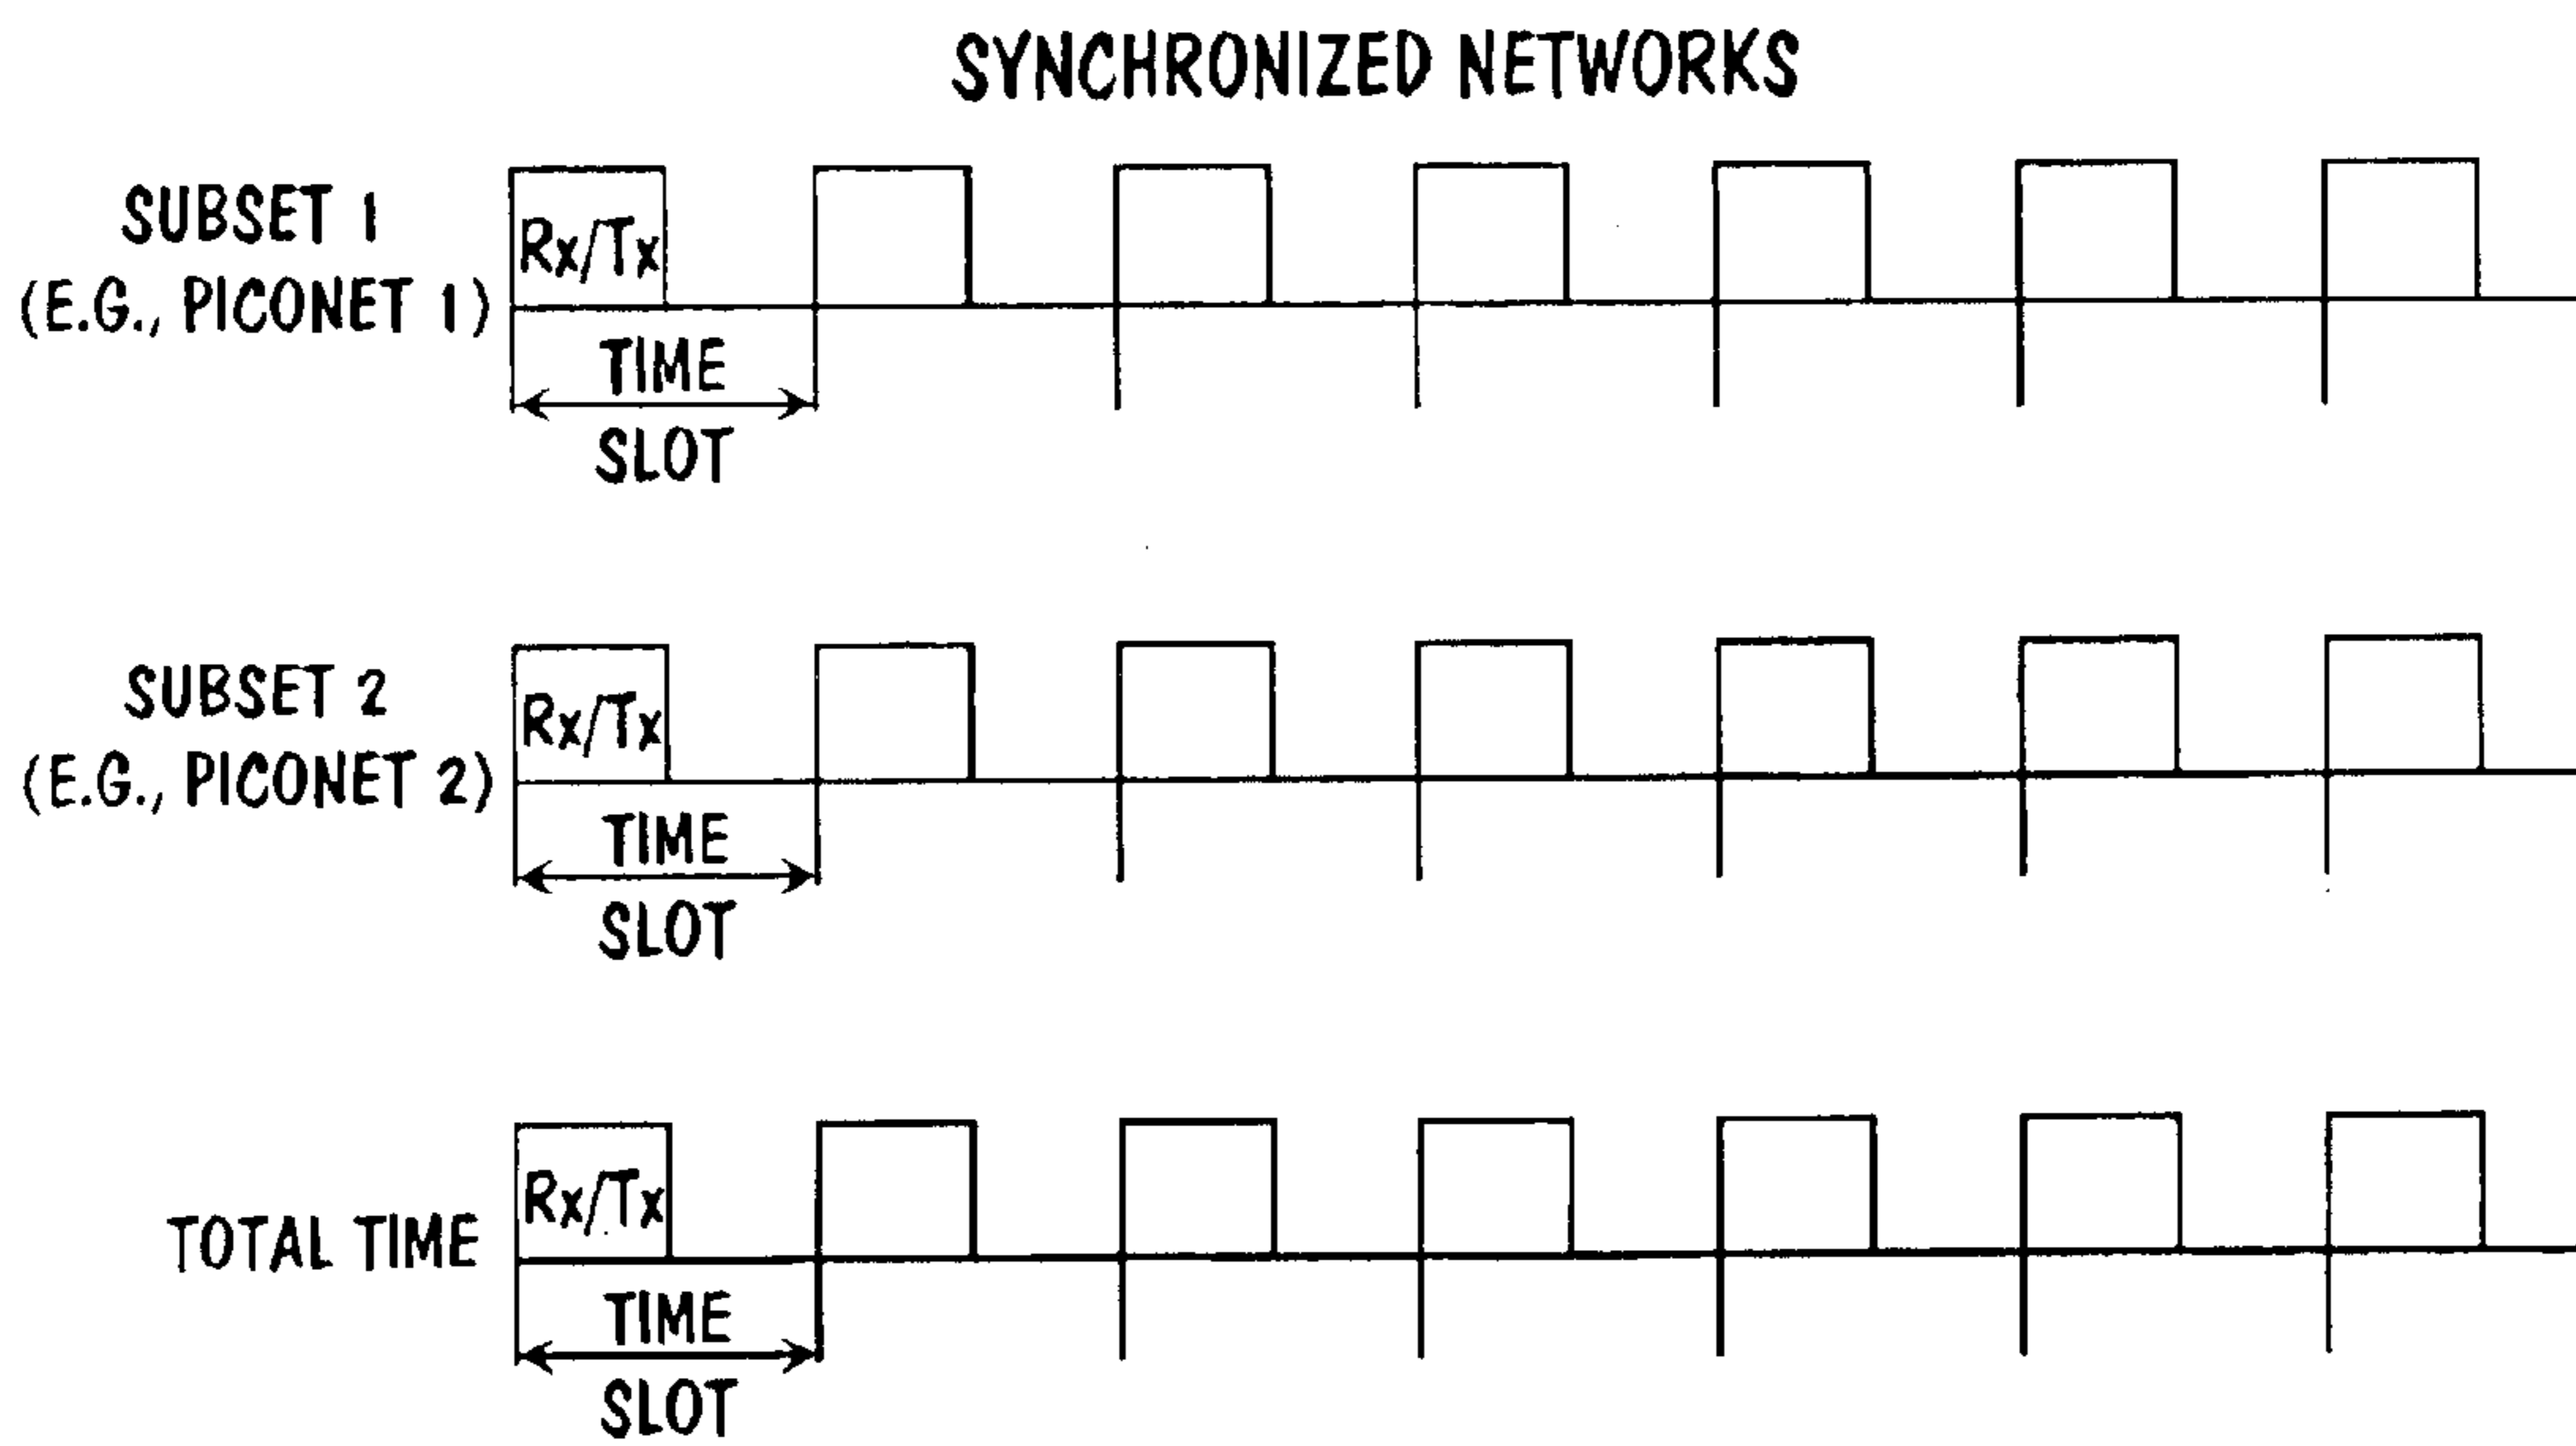 SYNCHRONIZED NETWORKS
SUBSET 1
(E.G., PICONET 1)
Rx/Tx
TIME
SLOT
SUBSET 2
(E.G., PICONET 2)
Rx/Tx
TIME
SLOT
TOTAL TIME
Rx/Tx
TIME
SLOT